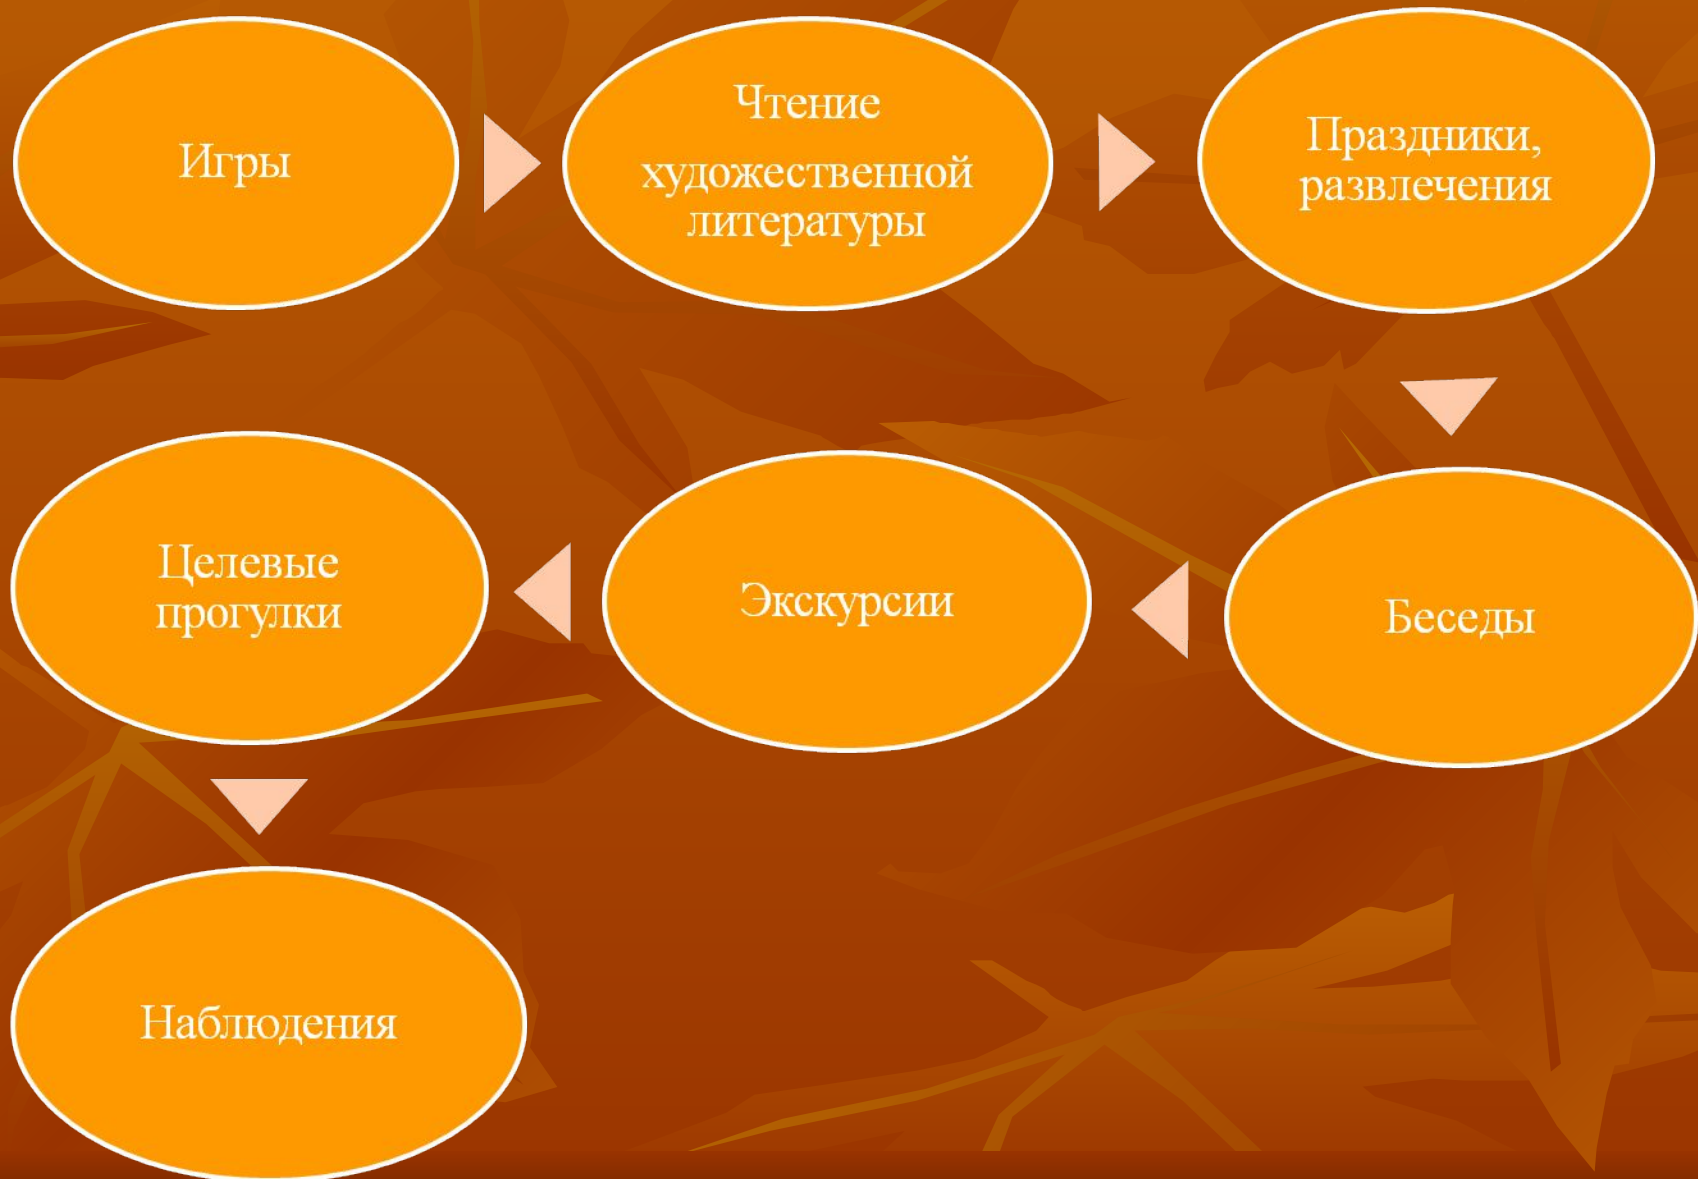 Игры
Чтение
художественной
литературы
Праздники,
развлечения
Беседы
Экскурсии
Целевые
прогулки
Наблюдения